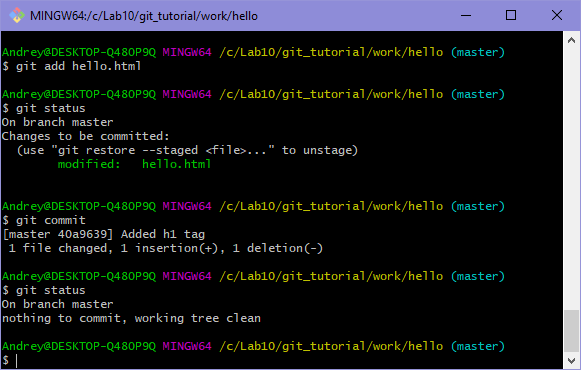 MINGW64:/c/Lab10/git_tutorial/work/hello
Andrey@DESKTOP-Q480P9Q MINGW64 /c/Lab10/git_tutorial/work/hello (master)
$ git add hello.html
Andrey@DESKTOP-Q480P9Q MINGW64 /c/Lab10/git_tutorial/work/hello (master)
$ git status
On branch master
Changes to be committed:
  (use "git restore --staged <file>..." to unstage)
        modified:   hello.html
Andrey@DESKTOP-Q480P9Q MINGW64 /c/Lab10/git_tutorial/work/hello (master)
$ git commit
[master 40a9639] Added h1 tag
 1 file changed, 1 insertion(+), 1 deletion(-)
Andrey@DESKTOP-Q480P9Q MINGW64 /c/Lab10/git_tutorial/work/hello (master)
$ git status
On branch master
nothing to commit, working tree clean
Andrey@DESKTOP-Q480P9Q MINGW64 /c/Lab10/git_tutorial/work/hello (master)
$